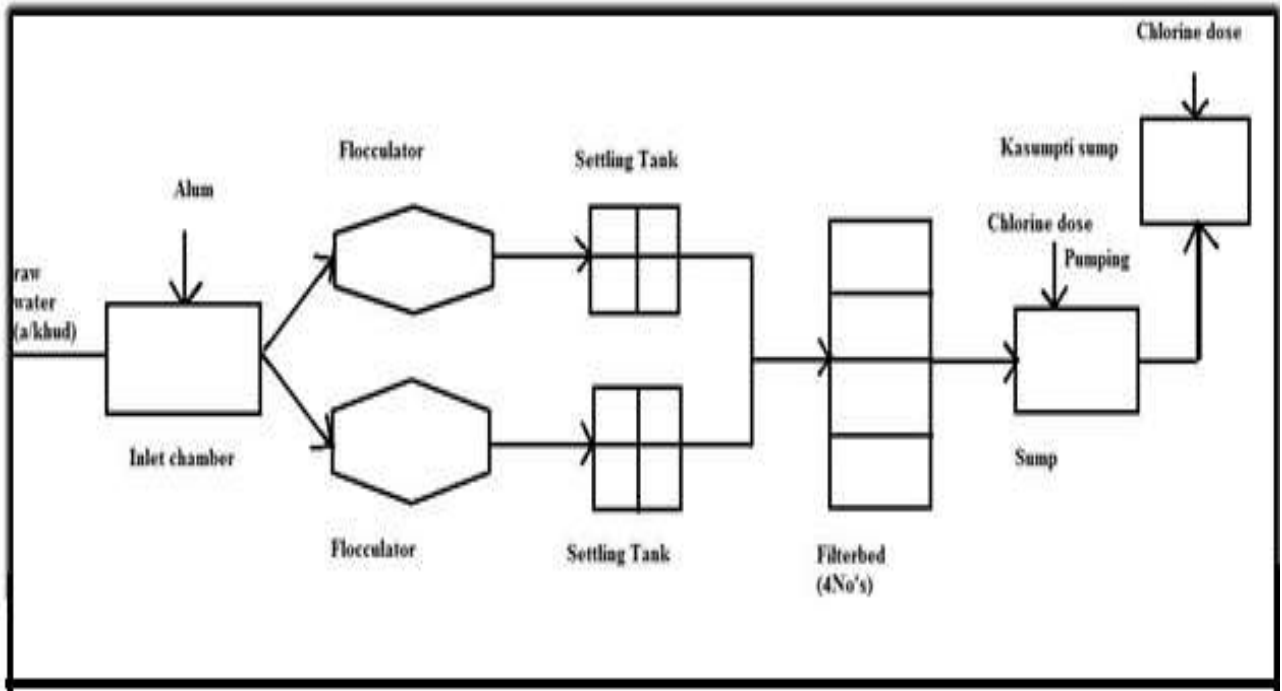 Chlorine dose
Kasumpti sump
Flocculator
Settling Tank
Alum
Chlorine dose
Pumping
raw
water
(a/khud)
Inlet chamber
Sump
Flocculator
Settling Tank
Filterbed
(4No's)